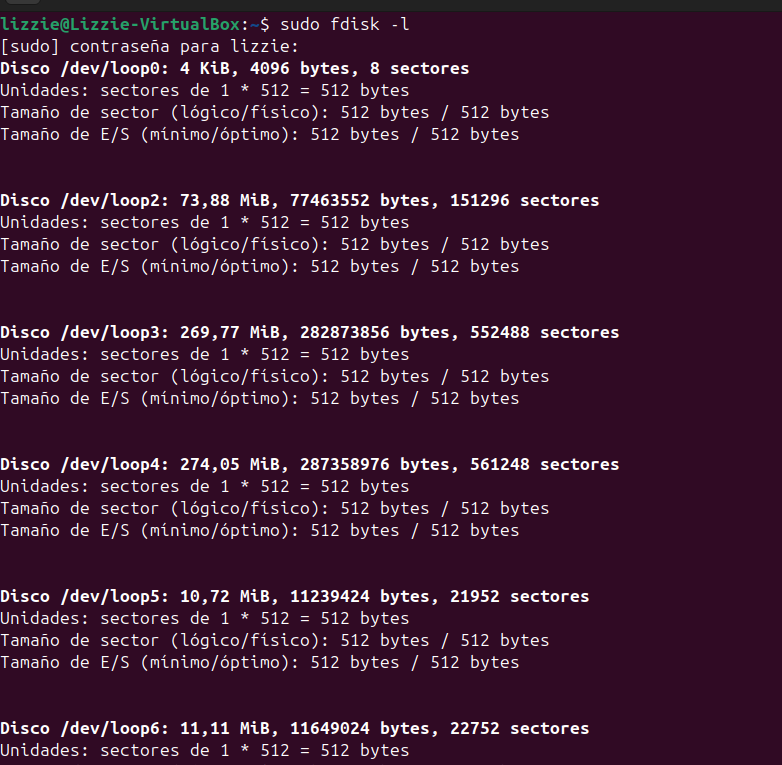 lizzie@Lizzie-VirtualBox:~$ sudo fdisk -l
[sudo] contraseña para lizzie:
Disco /dev/loop0: 4 KiB, 4096 bytes, 8 sectores
Unidades: sectores de 1 * 512 = 512 bytes
Tamaño de sector (lógico/físico): 512 bytes / 512 bytes
Tamaño de E/S (mínimo/óptimo): 512 bytes / 512 bytes
Disco /dev/loop2: 73,88 MiB, 77463552 bytes, 151296 sectores
Unidades: sectores de 1 * 512 = 512 bytes
Tamaño de sector (lógico/físico): 512 bytes / 512 bytes
Tamaño de E/S (mínimo/óptimo): 512 bytes / 512 bytes
Disco /dev/loop3: 269,77 MiB, 282873856 bytes, 552488 sectores
Unidades: sectores de 1 * 512 = 512 bytes
Tamaño de sector (lógico/físico): 512 bytes / 512 bytes
Tamaño de E/S (mínimo/óptimo): 512 bytes / 512 bytes
Disco /dev/loop4: 274,05 MiB, 287358976 bytes, 561248 sectores
Unidades: sectores de 1 * 512 = 512 bytes
Tamaño de sector (lógico/físico): 512 bytes / 512 bytes
Tamaño de E/S (mínimo/óptimo): 512 bytes / 512 bytes
Disco /dev/loop5: 10,72 MiB, 11239424 bytes, 21952 sectores
Unidades: sectores de 1 * 512 = 512 bytes
Tamaño de sector (lógico/físico): 512 bytes / 512 bytes
Tamaño de E/S (mínimo/óptimo): 512 bytes / 512 bytes
Disco /dev/loop6: 11,11 MiB, 11649024 bytes, 22752 sectores
Unidades: sectores de 1 * 512 = 512 bytes